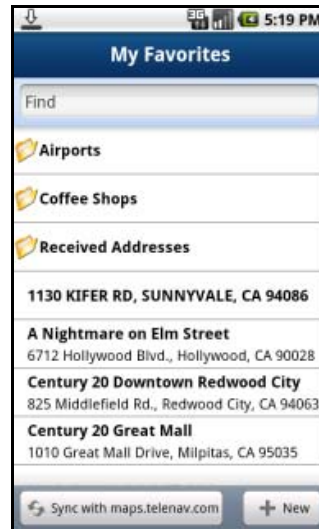 3G 5:19 PM
My Favorites
Find
Airports
Coffee Shops
Received Addresses
1130 KIFER RD, SUNNYVALE, CA 94086
A Nightmare on Elm Street
6712 Hollywood Blvd., Hollywood, CA 90028
Century 20 Downtown Redwood City
825 Middlefield Rd., Redwood City, CA 94063
Century 20 Great Mall
1010 Great Mall Drive, Milpitas, CA 95035
Sync with maps.telenav.com New